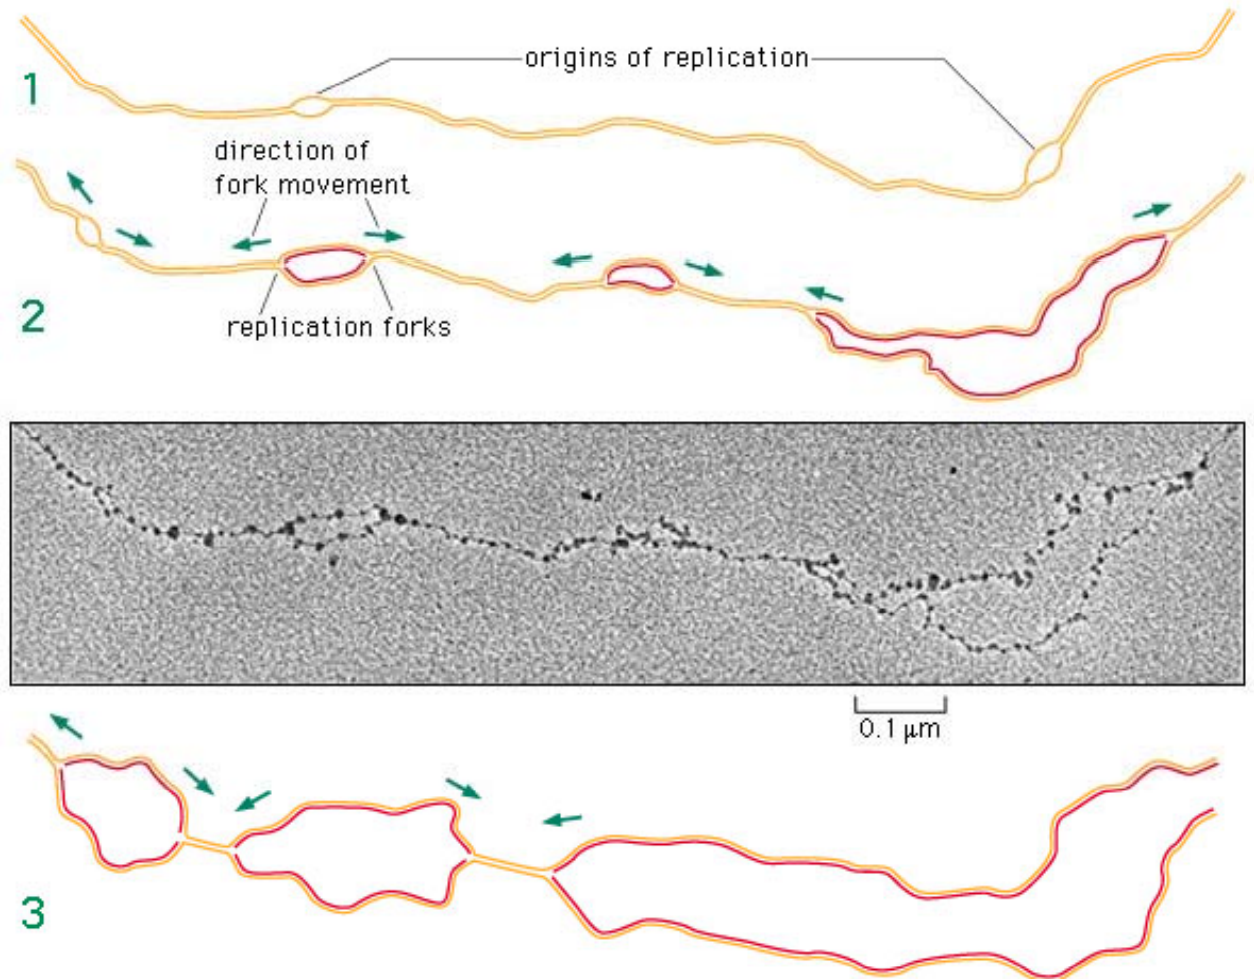 origins of replication
1
direction of
fork movement
2
replication forks
0.1 μm
3